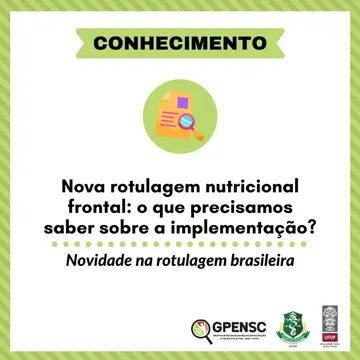 CONHECIMENTO
Nova rotulagem nutricional
frontal: o que precisamos
saber sobre a implementação?
Novidade na rotulagem brasileira
GPENSC
UFOP